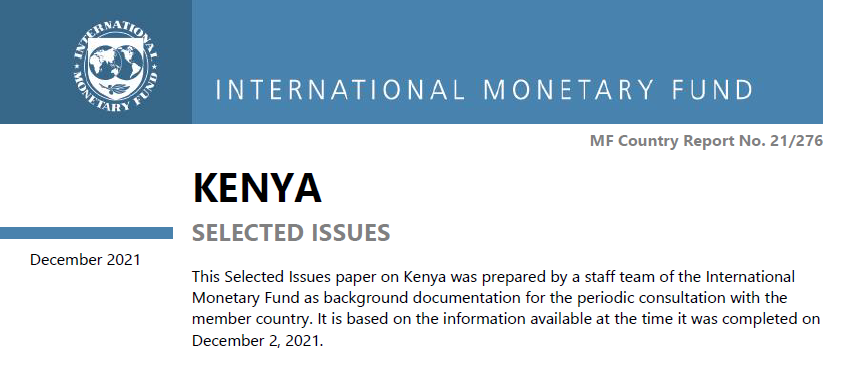 INTERNATIONAL MONETARY FUND
INTERNATIONAL MONETARY FUND
MF Country Report No. 21/276
KENYA
SELECTED ISSUES
December 2021
This Selected Issues paper on Kenya was prepared by a staff team of the International
Monetary Fund as background documentation for the periodic consultation with the
member country. It is based on the information available at the time it was completed on
December 2, 2021.